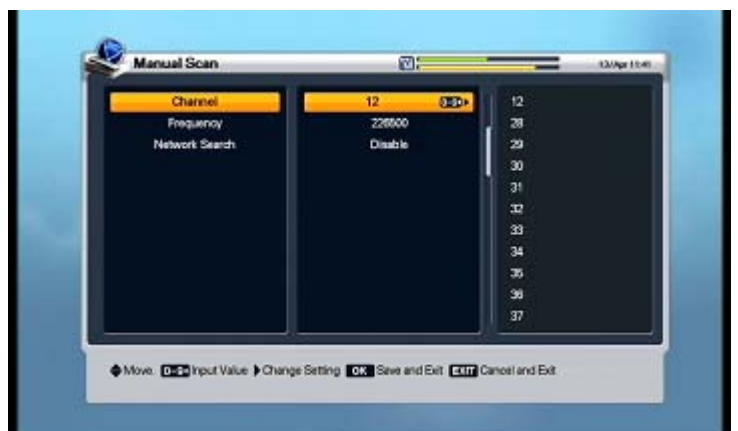 Manual Scan
TV
13/Apr 11:41
Channel 12 0-9
Frequency 226500
Network Search Disable
12
28
29
30
31
32
33
34
35
36
37
Move 0-9 Input Value Change Setting OK Save and Exit EXIT Cancel and Exit